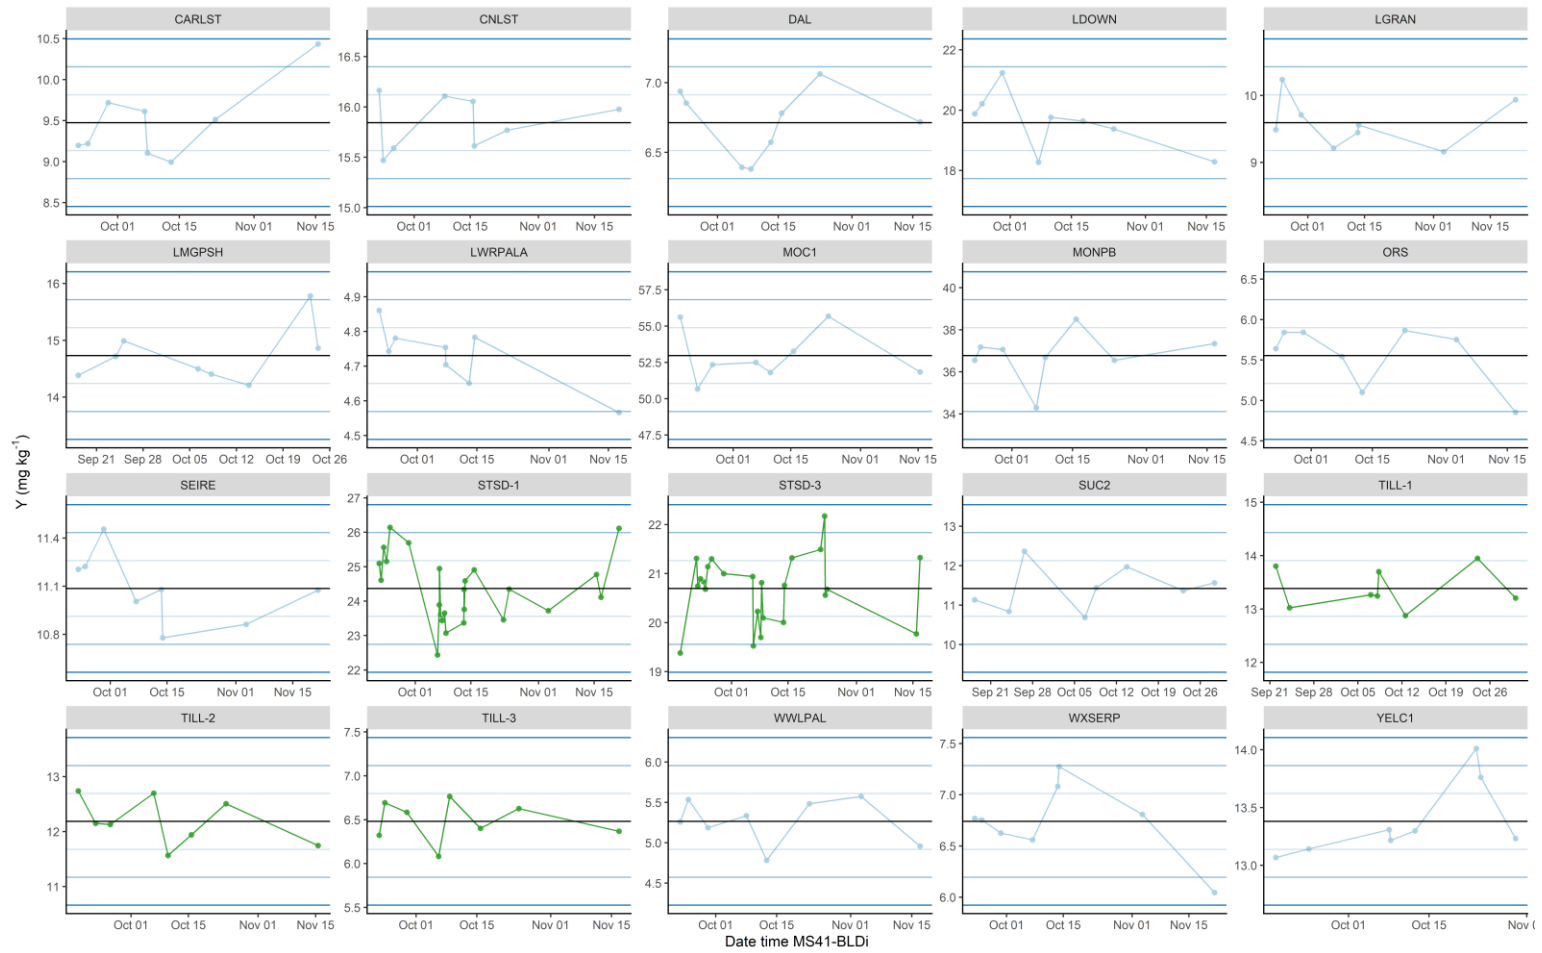 CARLST CNLST DAL LDOWN LGRAN
10.5 10.0 9.5 9.0 8.5
16.5 16.0 15.5 15.0
7.0 6.5
22 20 18
10 9
Oct 01 Oct 15 Nov 01 Nov 15
Oct 01 Oct 15 Nov 01 Nov 15
Oct 01 Oct 15 Nov 01 Nov 15
Oct 01 Oct 15 Nov 01 Nov 15
Oct 01 Oct 15 Nov 01 Nov 15
LMGPSH LWRPALA MOC1 MONPB ORS
16 15 14
4.9 4.8 4.7 4.6 4.5
57.5 55.0 52.5 50.0 47.5
40 38 36 34
6.5 6.0 5.5 5.0 4.5
Sep 21 Sep 28 Oct 05 Oct 12 Oct 19 Oct 26
Oct 01 Oct 15 Nov 01 Nov 15
Oct 01 Oct 15 Nov 01 Nov 15
Oct 01 Oct 15 Nov 01 Nov 15
Oct 01 Oct 15 Nov 01 Nov 15
Y (mg kg⁻¹)
SEIRE STSD-1 STSD-3 SUC2 TILL-1
11.4 11.1 10.8
27 26 25 24 23 22
22 21 20 19
13 12 11 10
15 14 13 12
Oct 01 Oct 15 Nov 01 Nov 15
Oct 01 Oct 15 Nov 01 Nov 15
Oct 01 Oct 15 Nov 01 Nov 15
Sep 21 Sep 28 Oct 05 Oct 12 Oct 19 Oct 26
Sep 21 Sep 28 Oct 05 Oct 12 Oct 19 Oct 26
TILL-2 TILL-3 WWLPAL WXSERP YELC1
13 12 11
7.5 7.0 6.5 6.0 5.5
6.0 5.5 5.0 4.5
7.5 7.0 6.5 6.0
14.0 13.5 13.0
Oct 01 Oct 15 Nov 01 Nov 15
Oct 01 Oct 15 Nov 01 Nov 15
Oct 01 Oct 15 Nov 01 Nov 15
Oct 01 Oct 15 Nov 01 Nov 15
Oct 01 Oct 15 Nov
Date time MS41-BLDi